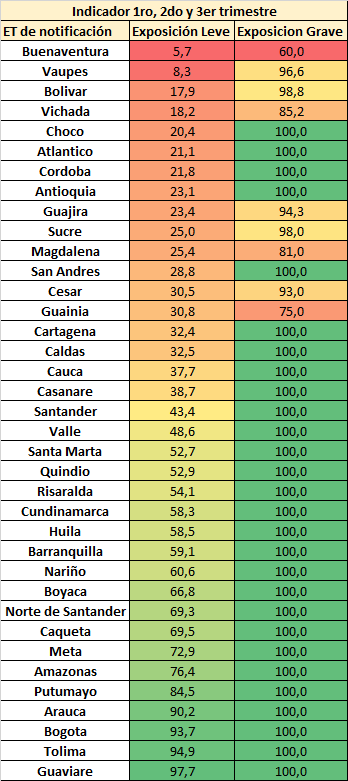 Indicador 1ro, 2do y 3er trimestre
ET de notificación Exposición Leve Exposicion Grave
Buenaventura 5,7 60,0
Vaupes 8,3 96,6
Bolivar 17,9 98,8
Vichada 18,2 85,2
Choco 20,4 100,0
Atlantico 21,1 100,0
Cordoba 21,8 100,0
Antioquia 23,1 100,0
Guajira 23,4 94,3
Sucre 25,0 98,0
Magdalena 25,4 81,0
San Andres 28,8 100,0
Cesar 30,5 93,0
Guainia 30,8 75,0
Cartagena 32,4 100,0
Caldas 32,5 100,0
Cauca 37,7 100,0
Casanare 38,7 100,0
Santander 43,4 100,0
Valle 48,6 100,0
Santa Marta 52,7 100,0
Quindio 52,9 100,0
Risaralda 54,1 100,0
Cundinamarca 58,3 100,0
Huila 58,5 100,0
Barranquilla 59,1 100,0
Nariño 60,6 100,0
Boyaca 66,8 100,0
Norte de Santander 69,3 100,0
Caqueta 69,5 100,0
Meta 72,9 100,0
Amazonas 76,4 100,0
Putumayo 84,5 100,0
Arauca 90,2 100,0
Bogota 93,7 100,0
Tolima 94,9 100,0
Guaviare 97,7 100,0